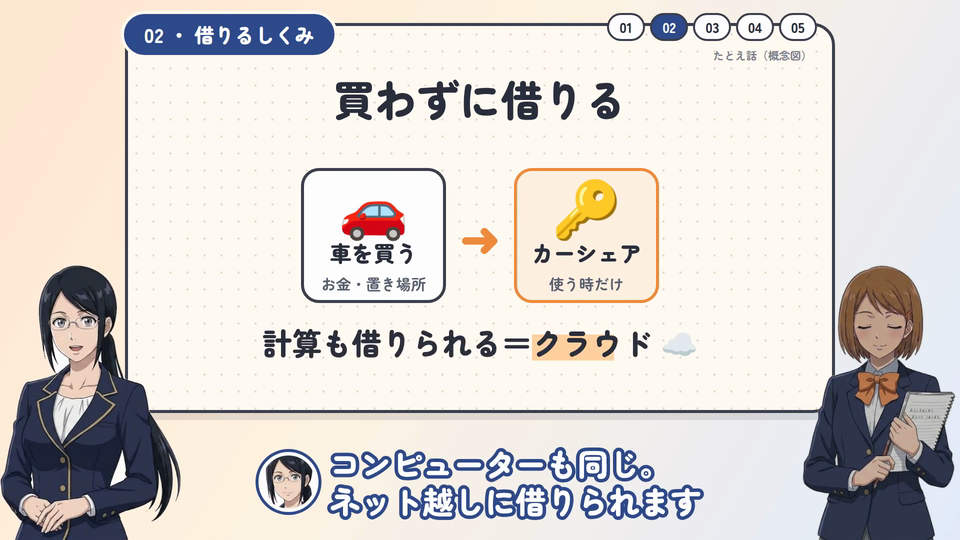 02 ・ 借りるしくみ
01 02 03 04 05
たとえ話（概念図）
買わずに借りる
車を買う
お金・置き場所
カーシェア
使う時だけ
計算も借りられる＝クラウド
コンピューターも同じ。
ネット越しに借りられます